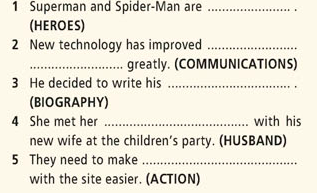 1 Superman and Spider-Man are ...................... .
(HEROES)
2 New technology has improved ......................
........................ greatly. (COMMUNICATIONS)
3 He decided to write his ............................... .
(BIOGRAPHY)
4 She met her .................................... with his
new wife at the children's party. (HUSBAND)
5 They need to make .......................................
with the site easier. (ACTION)